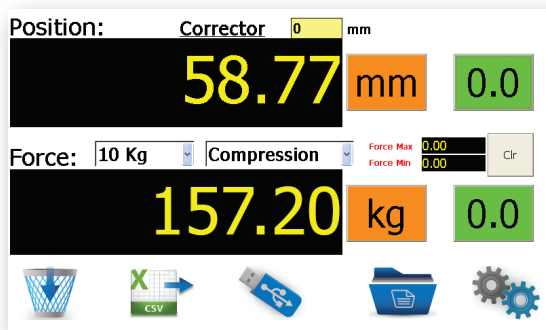 Position: Corrector 0 mm
58.77 mm 0.0
Force: 10 Kg Compression Force Max 0.00 Clr
Force Min 0.00
157.20 kg 0.0
X
CSV